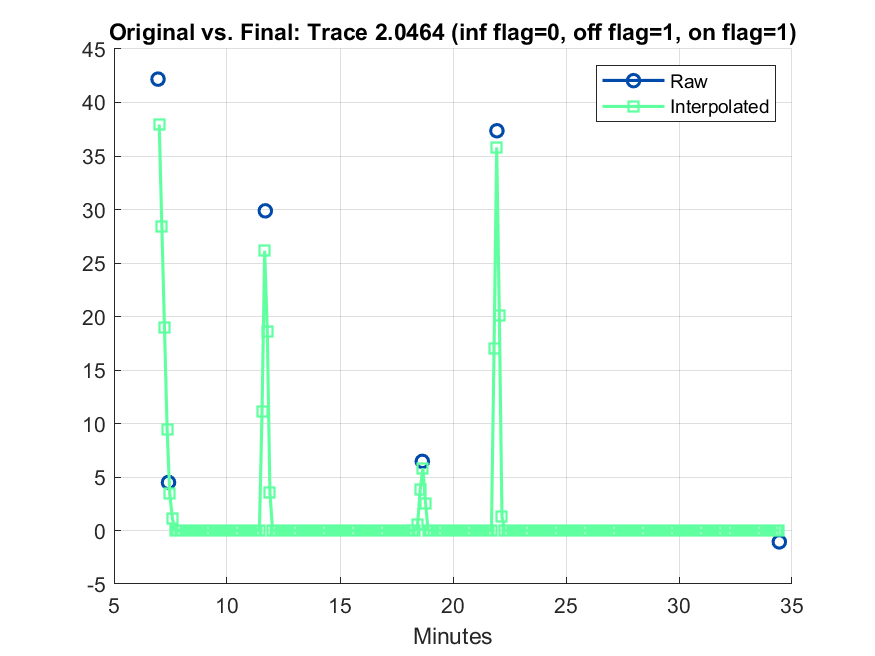 Original vs. Final: Trace 2.0464 (inf flag=0, off flag=1, on flag=1)
45
40
35
30
25
20
15
10
5
0
-5
Raw
Interpolated
5 10 15 20 25 30 35
Minutes